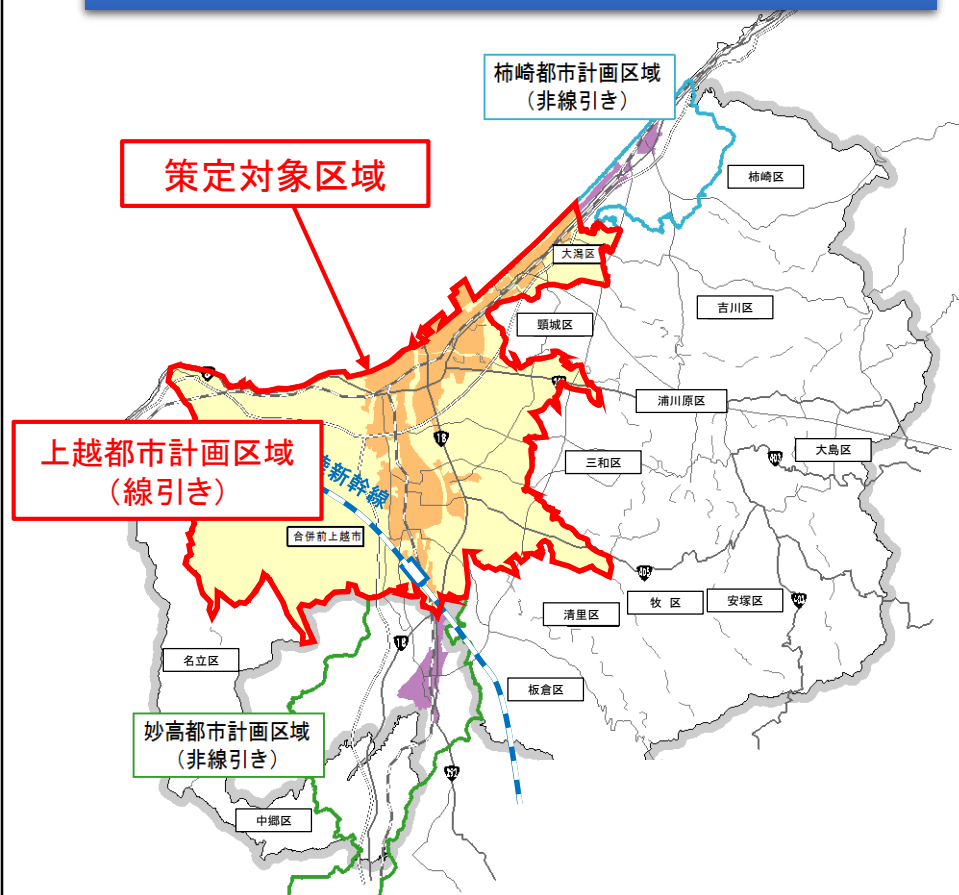 柿崎都市計画区域
（非線引き）
策定対象区域
柿崎区
大潟区
吉川区
頸城区
浦川原区
大島区
三和区
上越都市計画区域
（線引き）
新幹線
合併前上越市
18
405
牧 区
安塚区
清里区
18
名立区
板倉区
妙高都市計画区域
（非線引き）
292
中郷区